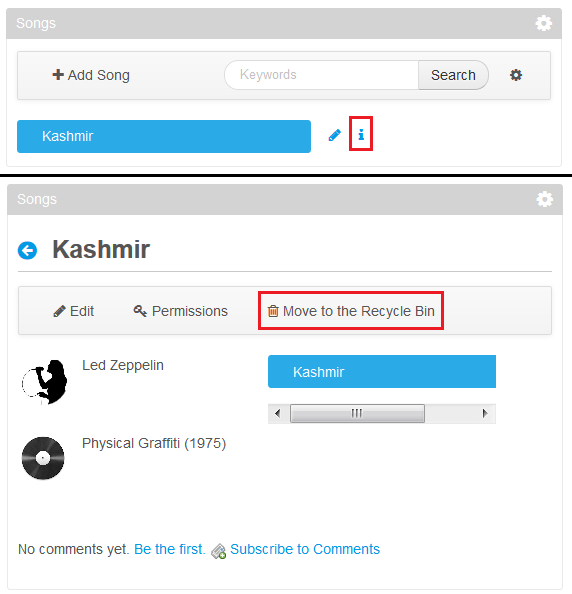 Songs
Add Song Keywords Search
Kashmir
Songs
Kashmir
Edit Permissions Move to the Recycle Bin
Led Zeppelin Kashmir
Physical Graffiti (1975)
No comments yet. Be the first. Subscribe to Comments